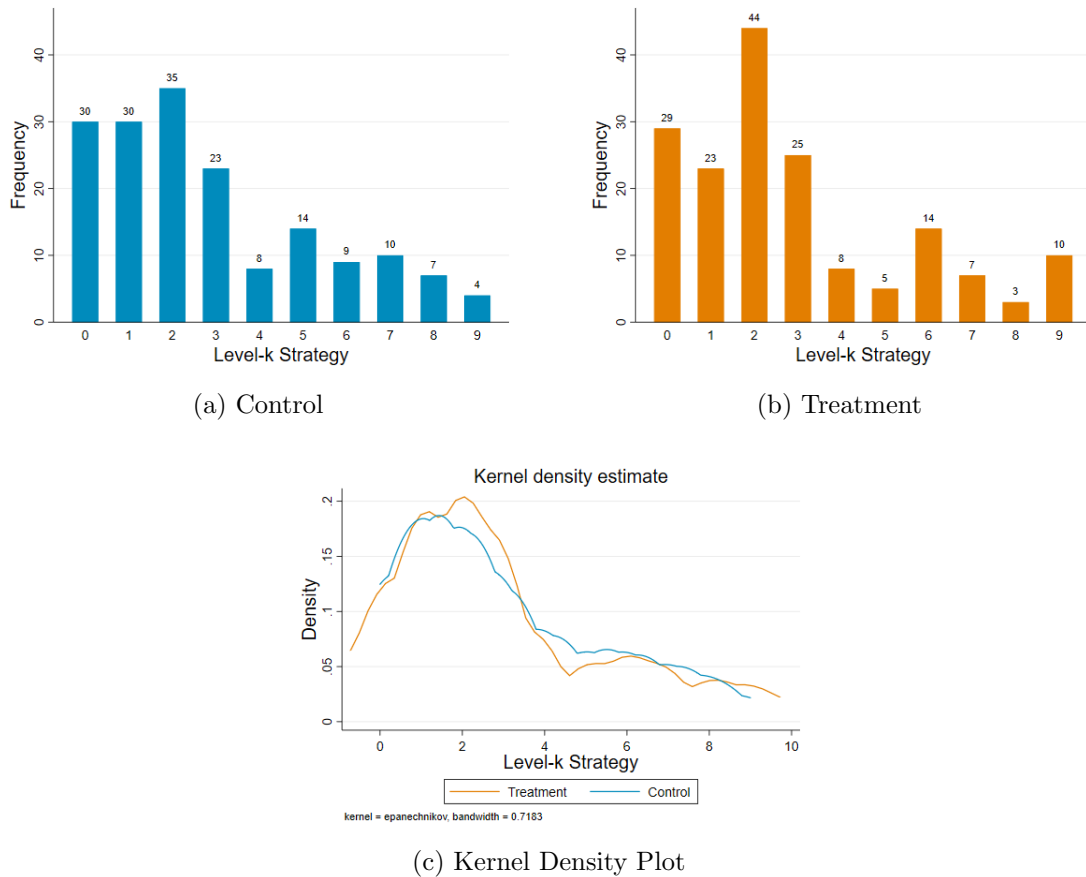 Frequency
0 10 20 30 40
30 30 35 23 8 14 9 10 7 4
0 1 2 3 4 5 6 7 8 9
Level-k Strategy
(a) Control
Frequency
0 10 20 30 40
29 23 44 25 8 5 14 7 3 10
0 1 2 3 4 5 6 7 8 9
Level-k Strategy
(b) Treatment
Kernel density estimate
Density
0 .05 .1 .15 .2
0 2 4 6 8 10
Level-k Strategy
Treatment Control
kernel = epanechnikov, bandwidth = 0.7183
(c) Kernel Density Plot